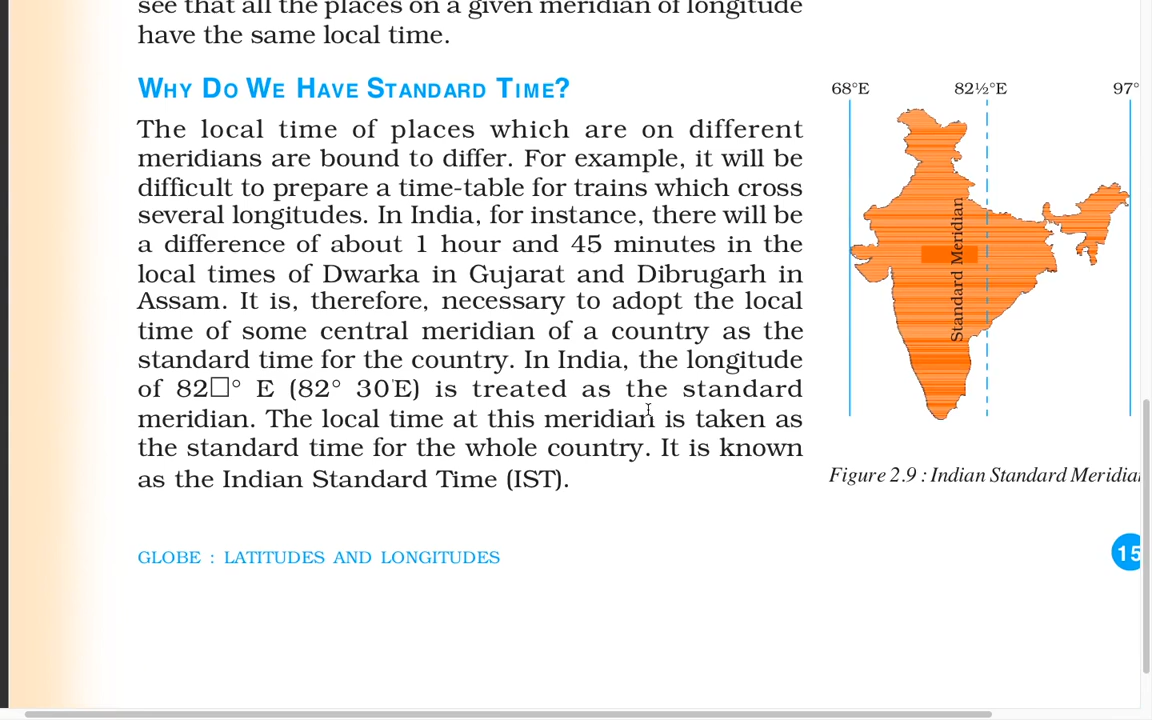 see that all the places on a given meridian of longitude
have the same local time.
WHY DO WE HAVE STANDARD TIME?
The local time of places which are on different
meridians are bound to differ. For example, it will be
difficult to prepare a time-table for trains which cross
several longitudes. In India, for instance, there will be
a difference of about 1 hour and 45 minutes in the
local times of Dwarka in Gujarat and Dibrugarh in
Assam. It is, therefore, necessary to adopt the local
time of some central meridian of a country as the
standard time for the country. In India, the longitude
of 82□° E (82° 30'E) is treated as the standard
meridian. The local time at this meridian is taken as
the standard time for the whole country. It is known
as the Indian Standard Time (IST).
68°E
82½°E
97°
Standard Meridian
Figure 2.9 : Indian Standard Meridia
GLOBE : LATITUDES AND LONGITUDES
15